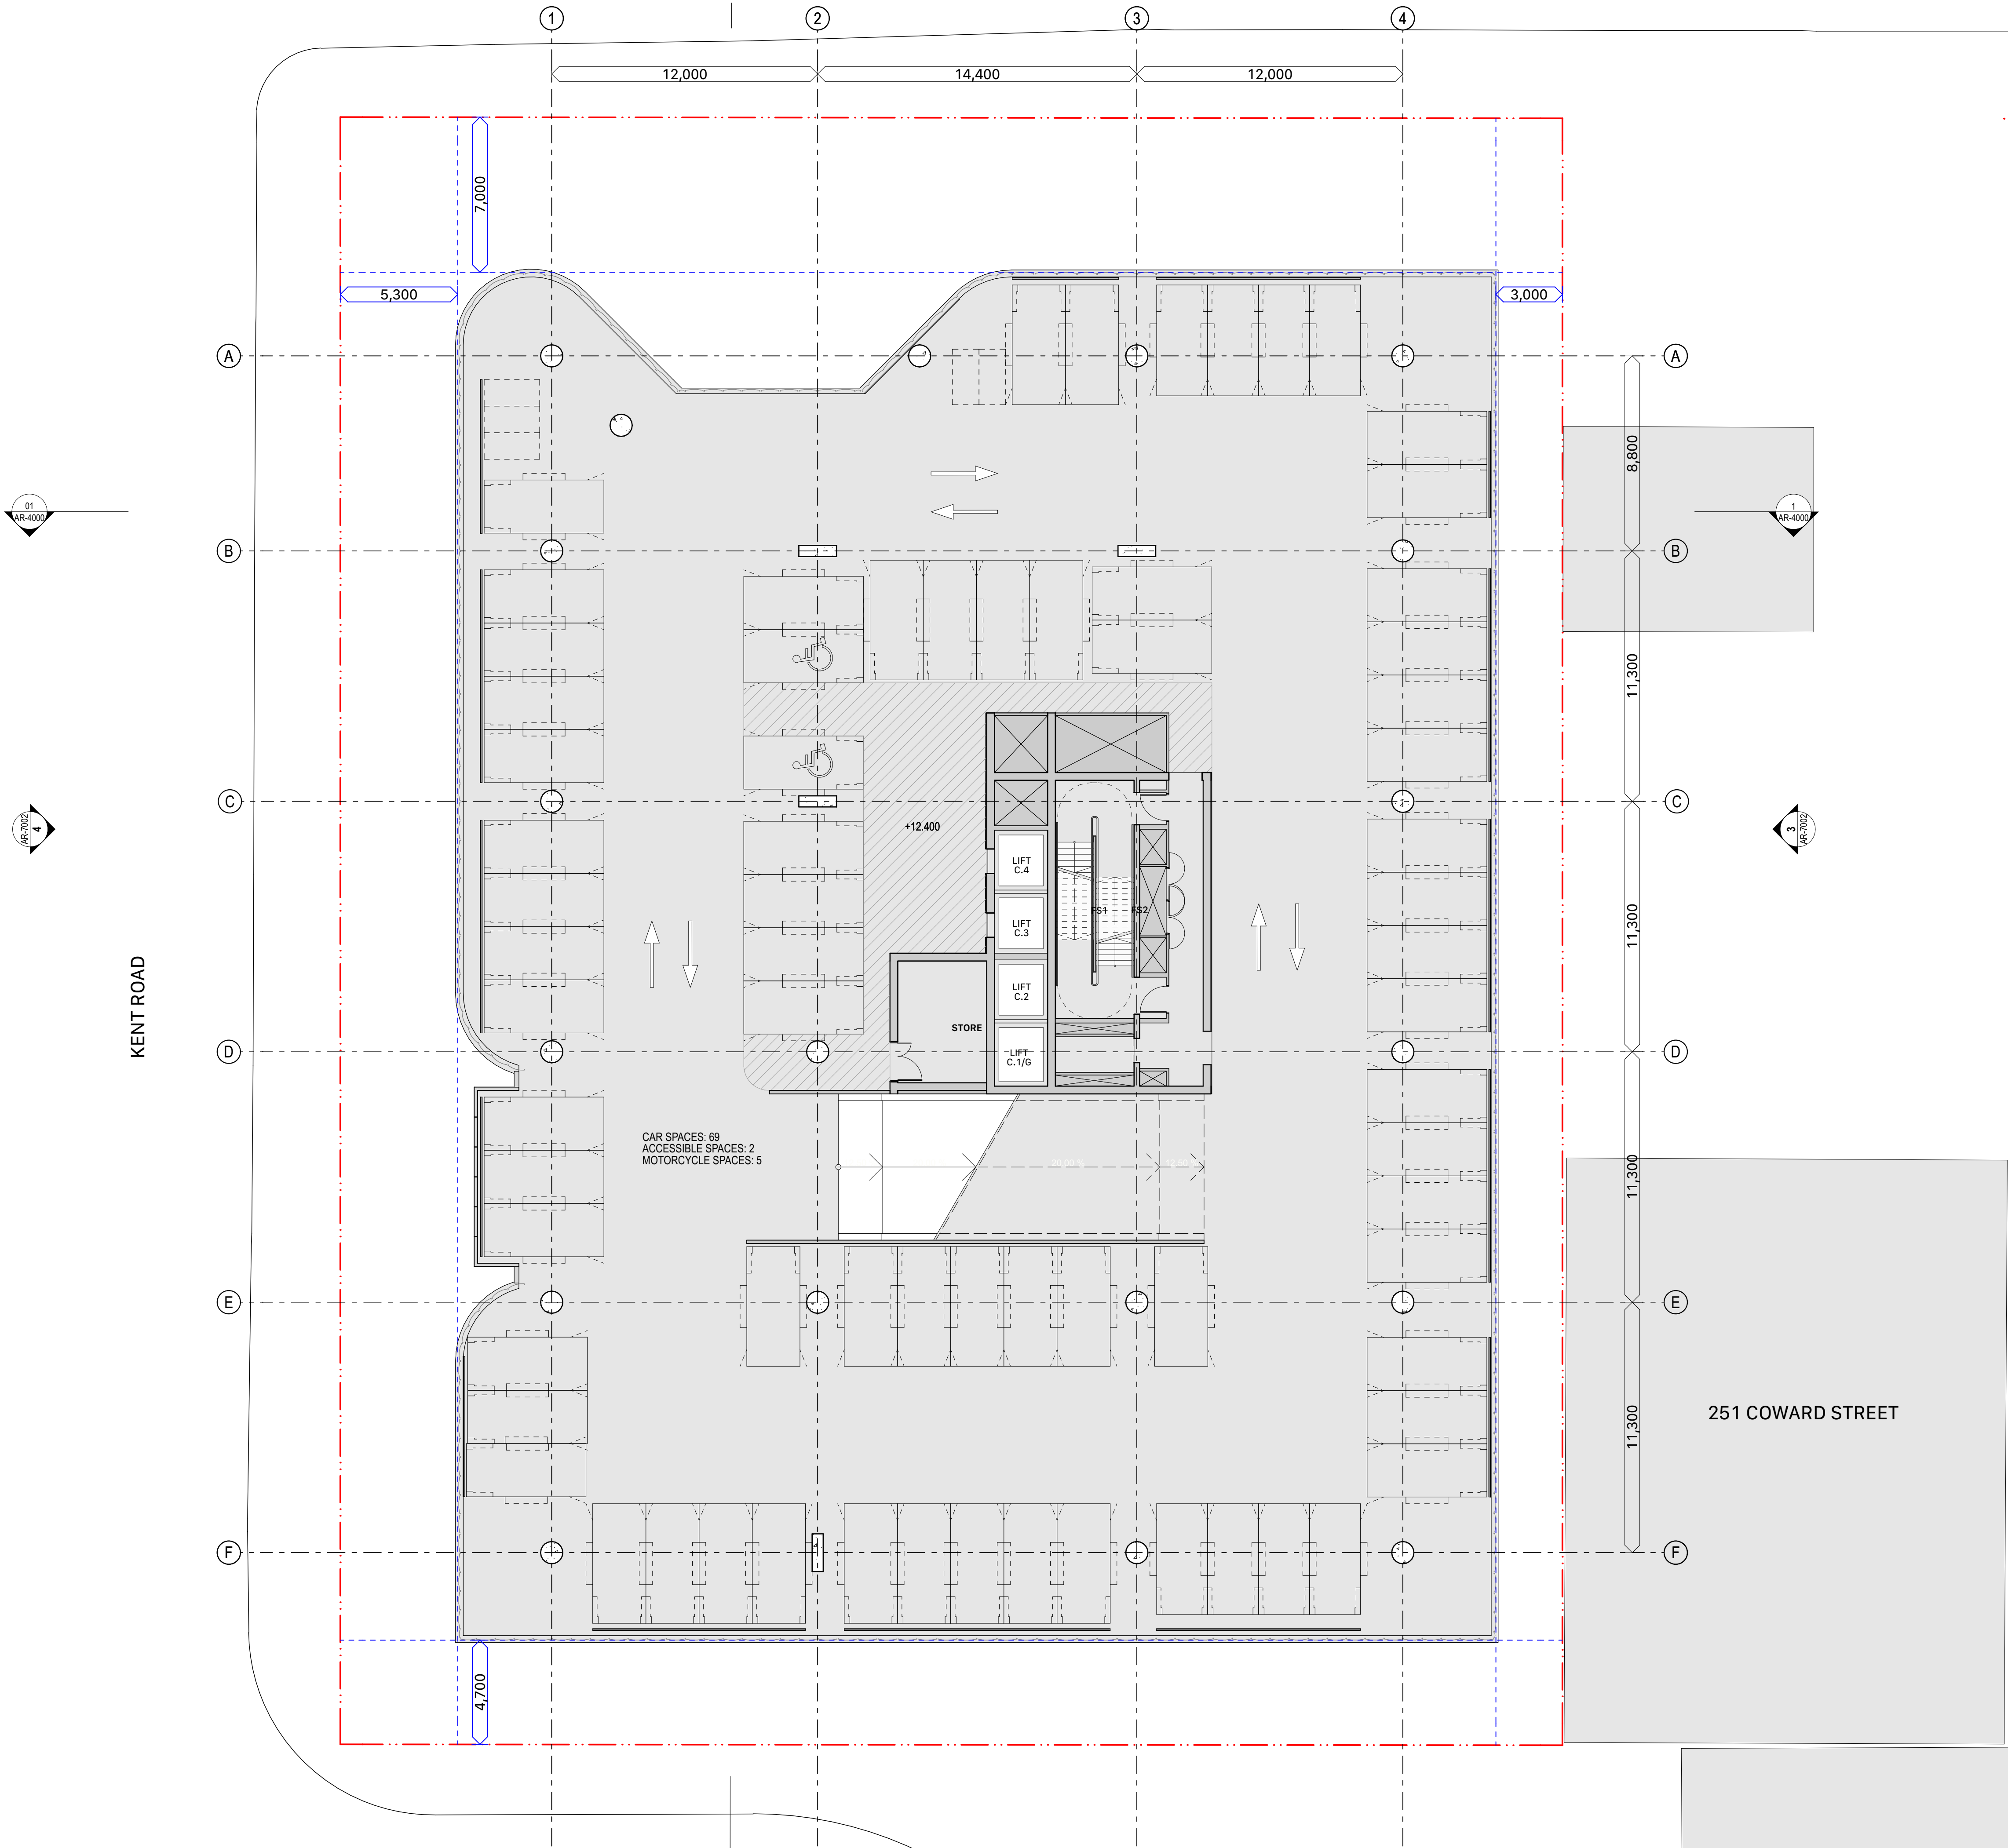 1
2
3
4
12,000
14,400
12,000
7,000
5,300
3,000
A
A
8,800
01
AR-4000
1
AR-4000
B
B
11,300
C
C
+12.400
AR-7002
4
3
AR-7002
LIFT
C.4
FS1
FS2
LIFT
C.3
11,300
KENT ROAD
LIFT
C.2
STORE
LIFT
C.1/G
D
D
CAR SPACES: 69
ACCESSIBLE SPACES: 2
MOTORCYCLE SPACES: 5
11,300
E
E
251 COWARD STREET
11,300
F
F
4,700